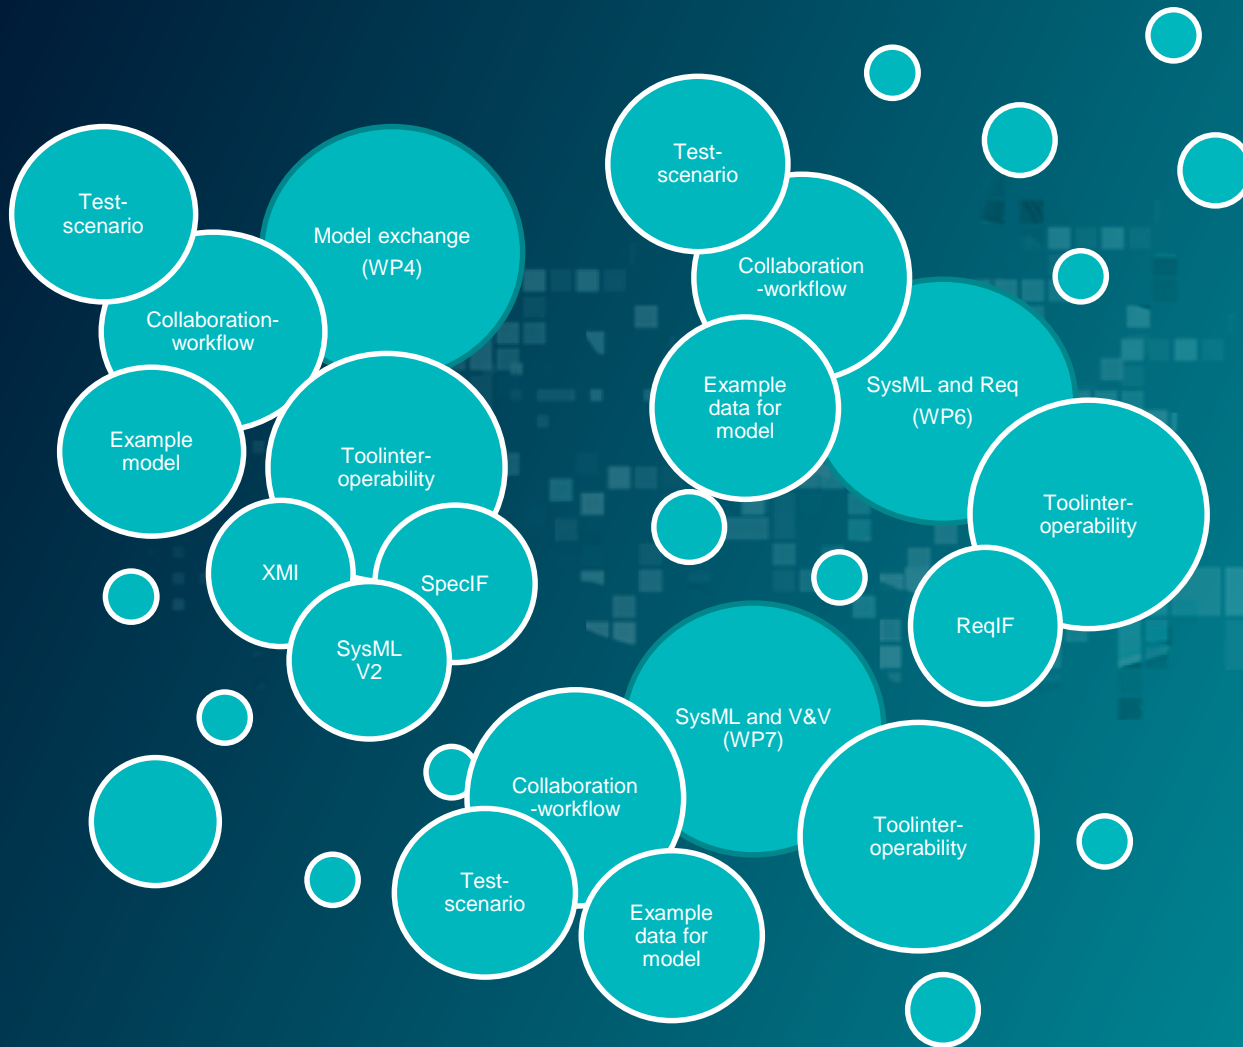 Test-
scenario
Model exchange
(WP4)
Collaboration-
workflow
Example
model
Toolinter-
operability
XMI
SpecIF
SysML
V2
Test-
scenario
Collaboration
-workflow
Example
data for
model
SysML and Req
(WP6)
Toolinter-
operability
ReqIF
SysML and V&V
(WP7)
Collaboration
-workflow
Toolinter-
operability
Test-
scenario
Example
data for
model